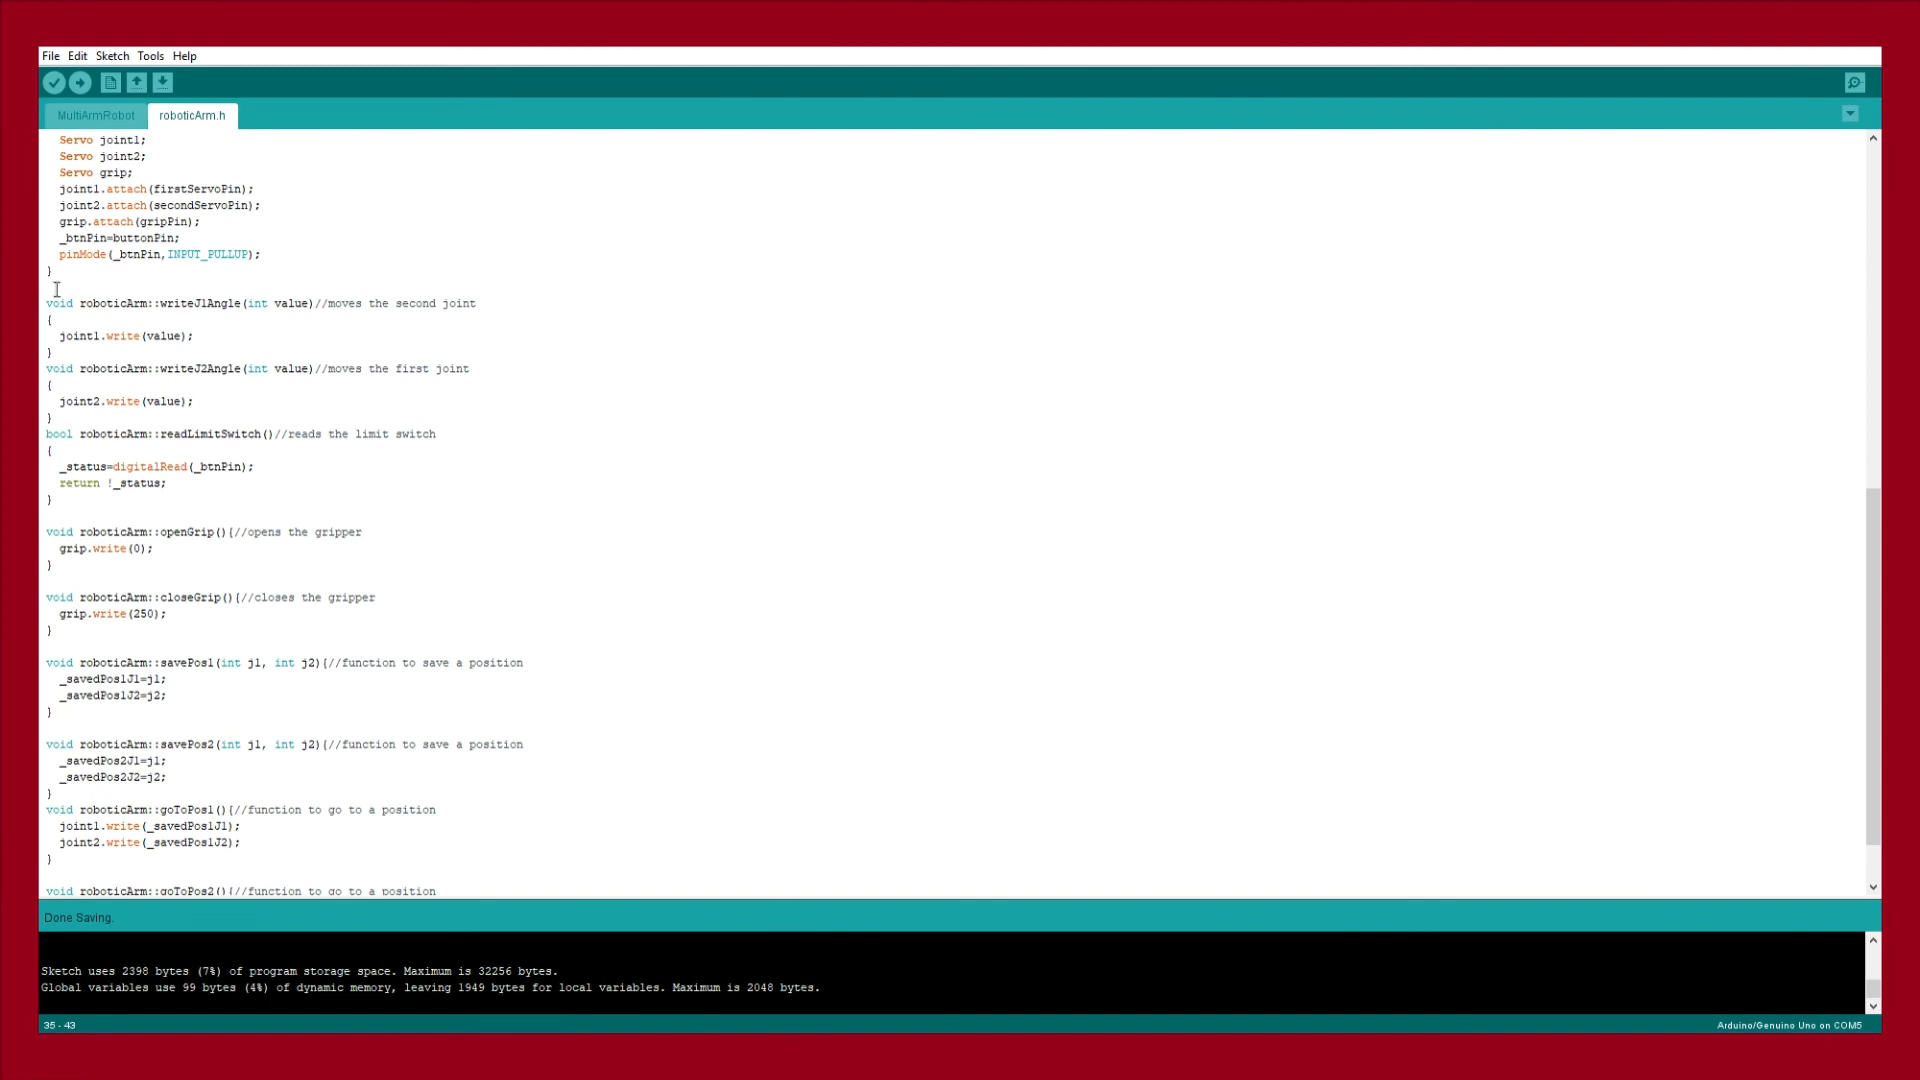 File Edit Sketch Tools Help
MultiArmRobot roboticArm.h
Servo joint1;
Servo joint2;
Servo grip;
joint1.attach(firstServoPin);
joint2.attach(secondServoPin);
grip.attach(gripPin);
_btnPin=buttonPin;
pinMode(_btnPin,INPUT_PULLUP);
}
void roboticArm::writeJ1Angle(int value)//moves the second joint
{
joint1.write(value);
}
void roboticArm::writeJ2Angle(int value)//moves the first joint
{
joint2.write(value);
}
bool roboticArm::readLimitSwitch()//reads the limit switch
{
_status=digitalRead(_btnPin);
return !_status;
}
void roboticArm::openGrip(){//opens the gripper
grip.write(0);
}
void roboticArm::closeGrip(){//closes the gripper
grip.write(250);
}
void roboticArm::savePos1(int j1, int j2){//function to save a position
_savedPos1J1=j1;
_savedPos1J2=j2;
}
void roboticArm::savePos2(int j1, int j2){//function to save a position
_savedPos2J1=j1;
_savedPos2J2=j2;
}
void roboticArm::goToPos1(){//function to go to a position
joint1.write(_savedPos1J1);
joint2.write(_savedPos1J2);
}
void roboticArm::goToPos2(){//function to go to a position
Done Saving.
Sketch uses 2398 bytes (7%) of program storage space. Maximum is 32256 bytes.
Global variables use 99 bytes (4%) of dynamic memory, leaving 1949 bytes for local variables. Maximum is 2048 bytes.
35 - 43 Arduino/Genuino Uno on COM5